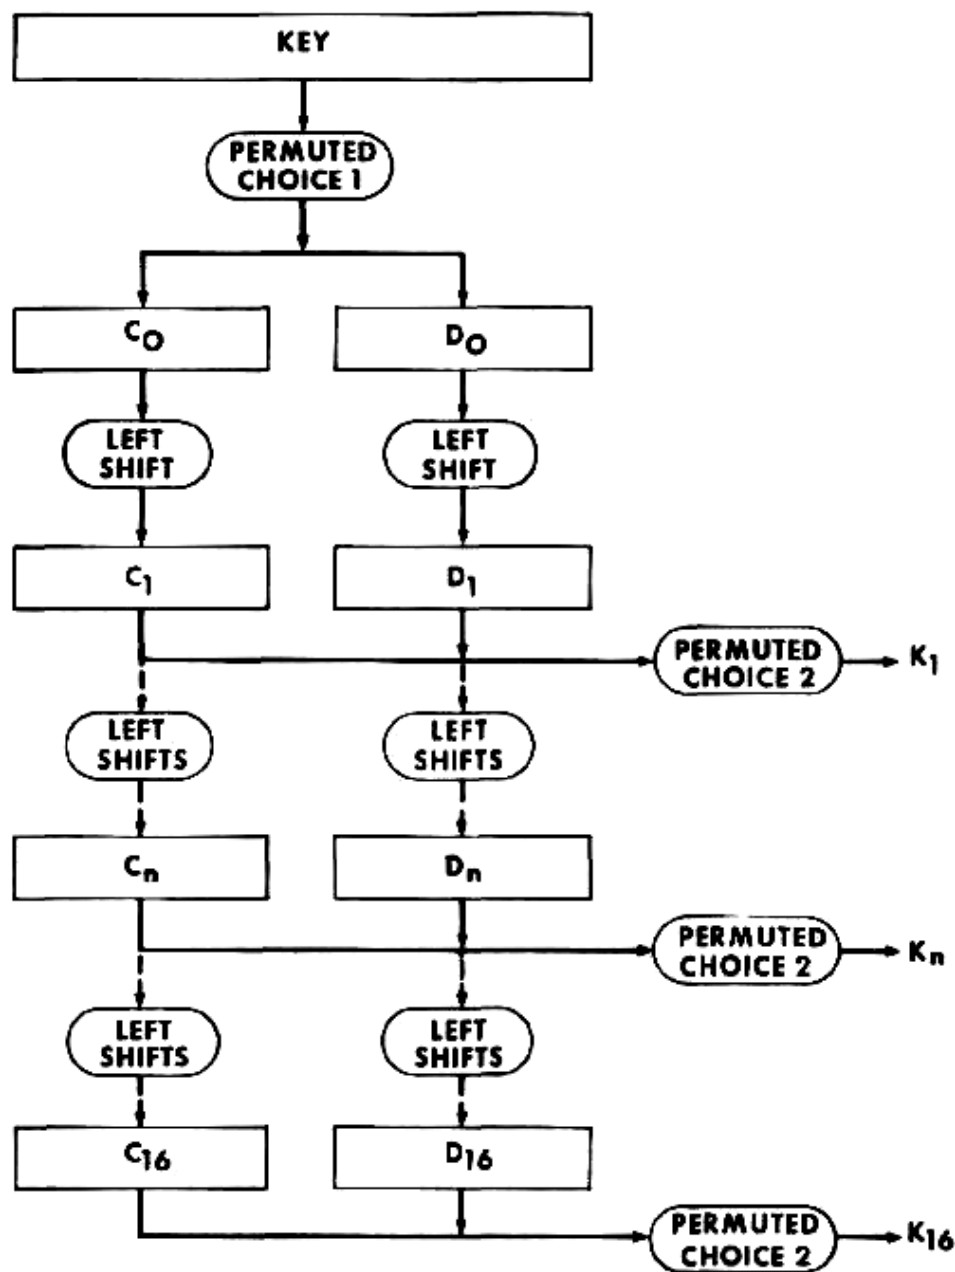 KEY
PERMUTED
CHOICE 1
C0
D0
LEFT
SHIFT
LEFT
SHIFT
C1
D1
PERMUTED
CHOICE 2
K1
LEFT
SHIFTS
LEFT
SHIFTS
Cn
Dn
PERMUTED
CHOICE 2
Kn
LEFT
SHIFTS
LEFT
SHIFTS
C16
D16
PERMUTED
CHOICE 2
K16